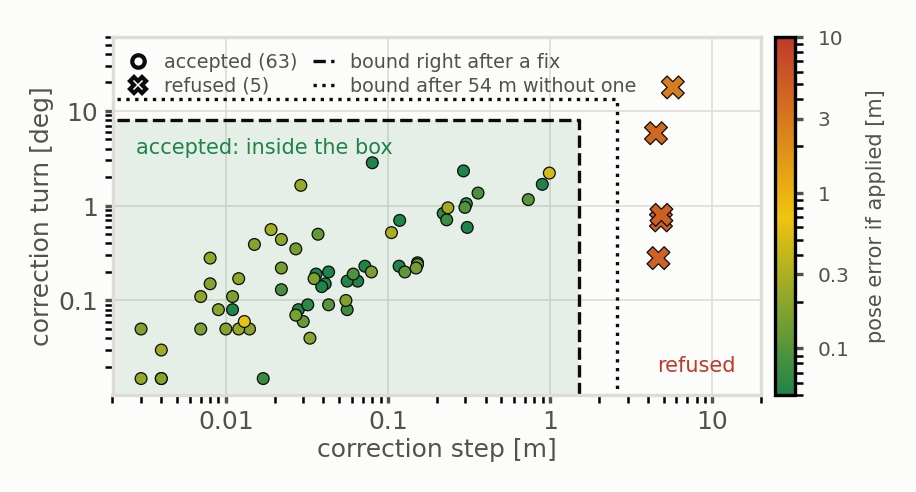 accepted (63)
refused (5)
bound right after a fix
bound after 54 m without one
accepted: inside the box
refused
correction turn [deg]
10
1
0.1
0.01
0.1
1
10
correction step [m]
10
3
1
0.3
0.1
pose error if applied [m]